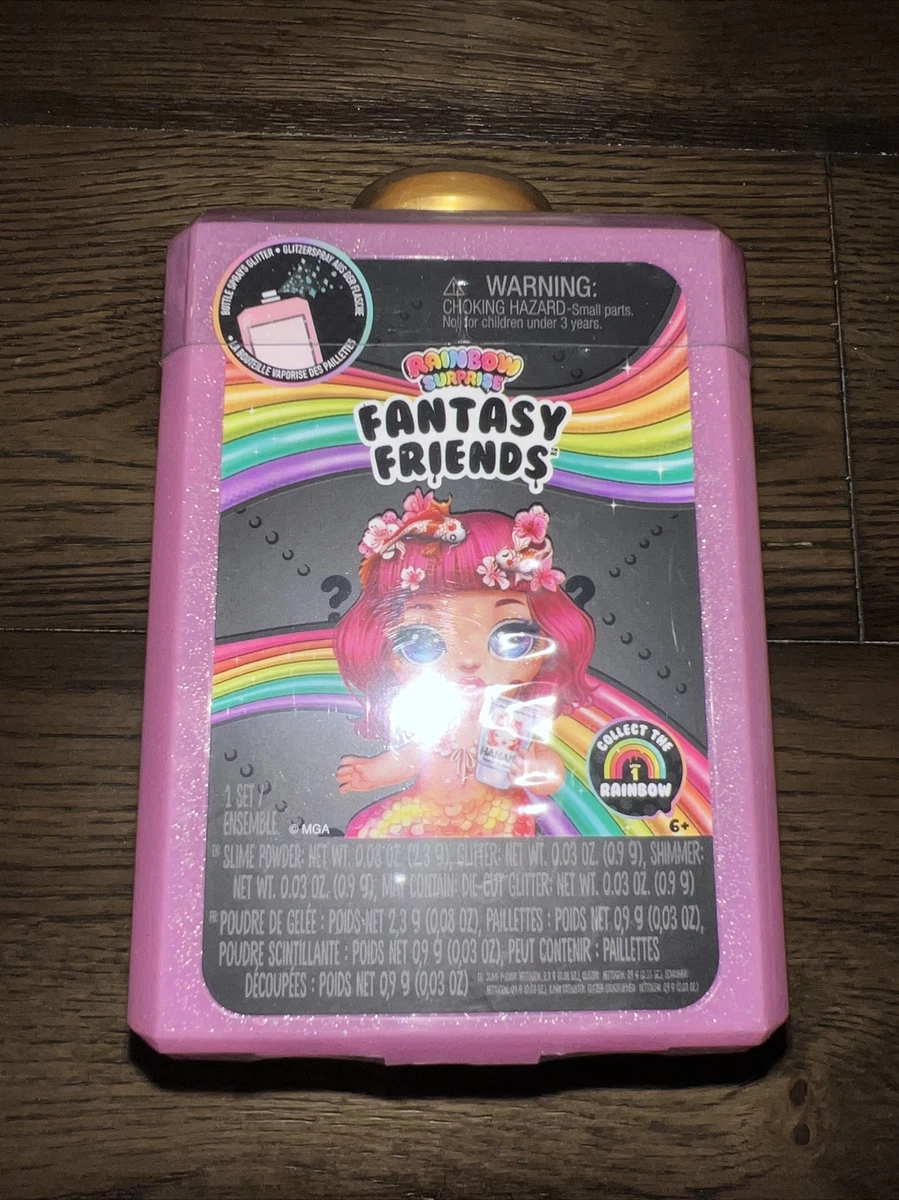 BOTTLE SPRAYS GLITTER • GLITZERSPRAY AUS DER FLASCHE
• LA BOUTEILLE VAPORISE DES PAILLETTES
WARNING:
CHOKING HAZARD-Small parts.
Not for children under 3 years.
RAINBOW
SURPRISE
FANTASY
FRIENDS
?
?
HANAMI
COLLECT THE
1
RAINBOW
1 SET /
ENSEMBLE
© MGA
6+
EN SLIME POWDER: NET WT. 0.08 OZ. (2.3 g), GLITTER: NET WT. 0.03 OZ. (0.9 g), SHIMMER:
NET WT. 0.03 OZ. (0.9 g), MAY CONTAIN: DIE-CUT GLITTER: NET WT. 0.03 OZ. (0.9 g)
FR POUDRE DE GELÉE : POIDS NET 2,3 g (0,08 OZ), PAILLETTES : POIDS NET 0,9 g (0,03 OZ),
POUDRE SCINTILLANTE : POIDS NET 0,9 g (0,03 OZ), PEUT CONTENIR : PAILLETTES
DÉCOUPÉES : POIDS NET 0,9 g (0,03 OZ)